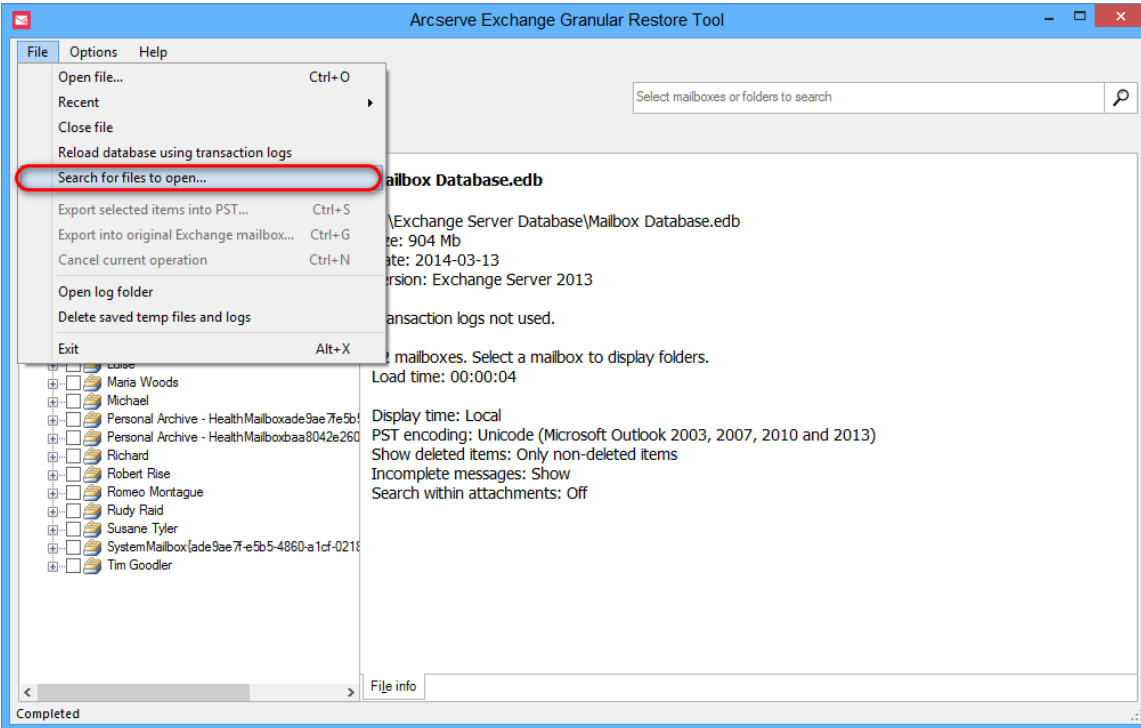 Arcserve Exchange Granular Restore Tool
File Options Help
Open file... Ctrl+O
Recent
Close file
Reload database using transaction logs
Search for files to open...
Export selected items into PST... Ctrl+S
Export into original Exchange mailbox... Ctrl+G
Cancel current operation Ctrl+N
Open log folder
Delete saved temp files and logs
Exit Alt+X
Select mailboxes or folders to search
Maria Woods
Michael
Personal Archive - HealthMailboxade9ae7fe5b5
Personal Archive - HealthMailboxbaa8042e260
Richard
Robert Rise
Romeo Montague
Rudy Raid
Susane Tyler
SystemMailbox{ade9ae7f-e5b5-4860-a1cf-0218
Tim Goodler
ailbox Database.edb
\Exchange Server Database\Mailbox Database.edb
ze: 904 Mb
ate: 2014-03-13
ersion: Exchange Server 2013
ansaction logs not used.
2 mailboxes. Select a mailbox to display folders.
Load time: 00:00:04
Display time: Local
PST encoding: Unicode (Microsoft Outlook 2003, 2007, 2010 and 2013)
Show deleted items: Only non-deleted items
Incomplete messages: Show
Search within attachments: Off
File info
Completed